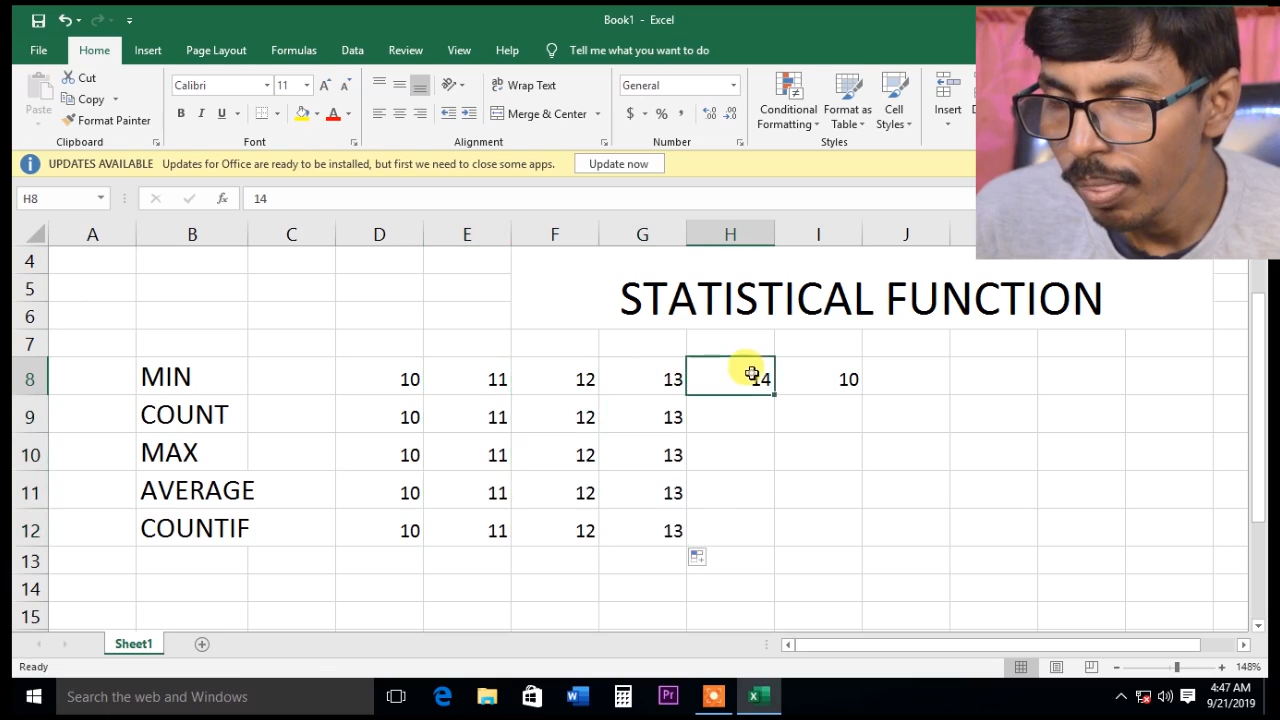 Book1 - Excel
File Home Insert Page Layout Formulas Data Review View Help Tell me what you want to do
Paste
Cut
Copy
Format Painter
Clipboard
Calibri 11
B I U
Font
Wrap Text
Merge & Center
Alignment
General
$ % ,
Number
Conditional Formatting
Format as Table
Cell Styles
Styles
Insert
UPDATES AVAILABLE Updates for Office are ready to be installed, but first we need to close some apps. Update now
H8 fx 14
A B C D E F G H I J
4
5
6
STATISTICAL FUNCTION
7
8 MIN 10 11 12 13 14 10
9 COUNT 10 11 12 13
10 MAX 10 11 12 13
11 AVERAGE 10 11 12 13
12 COUNTIF 10 11 12 13
13
14
15
Sheet1
Ready 148%
Search the web and Windows
4:47 AM
9/21/2019